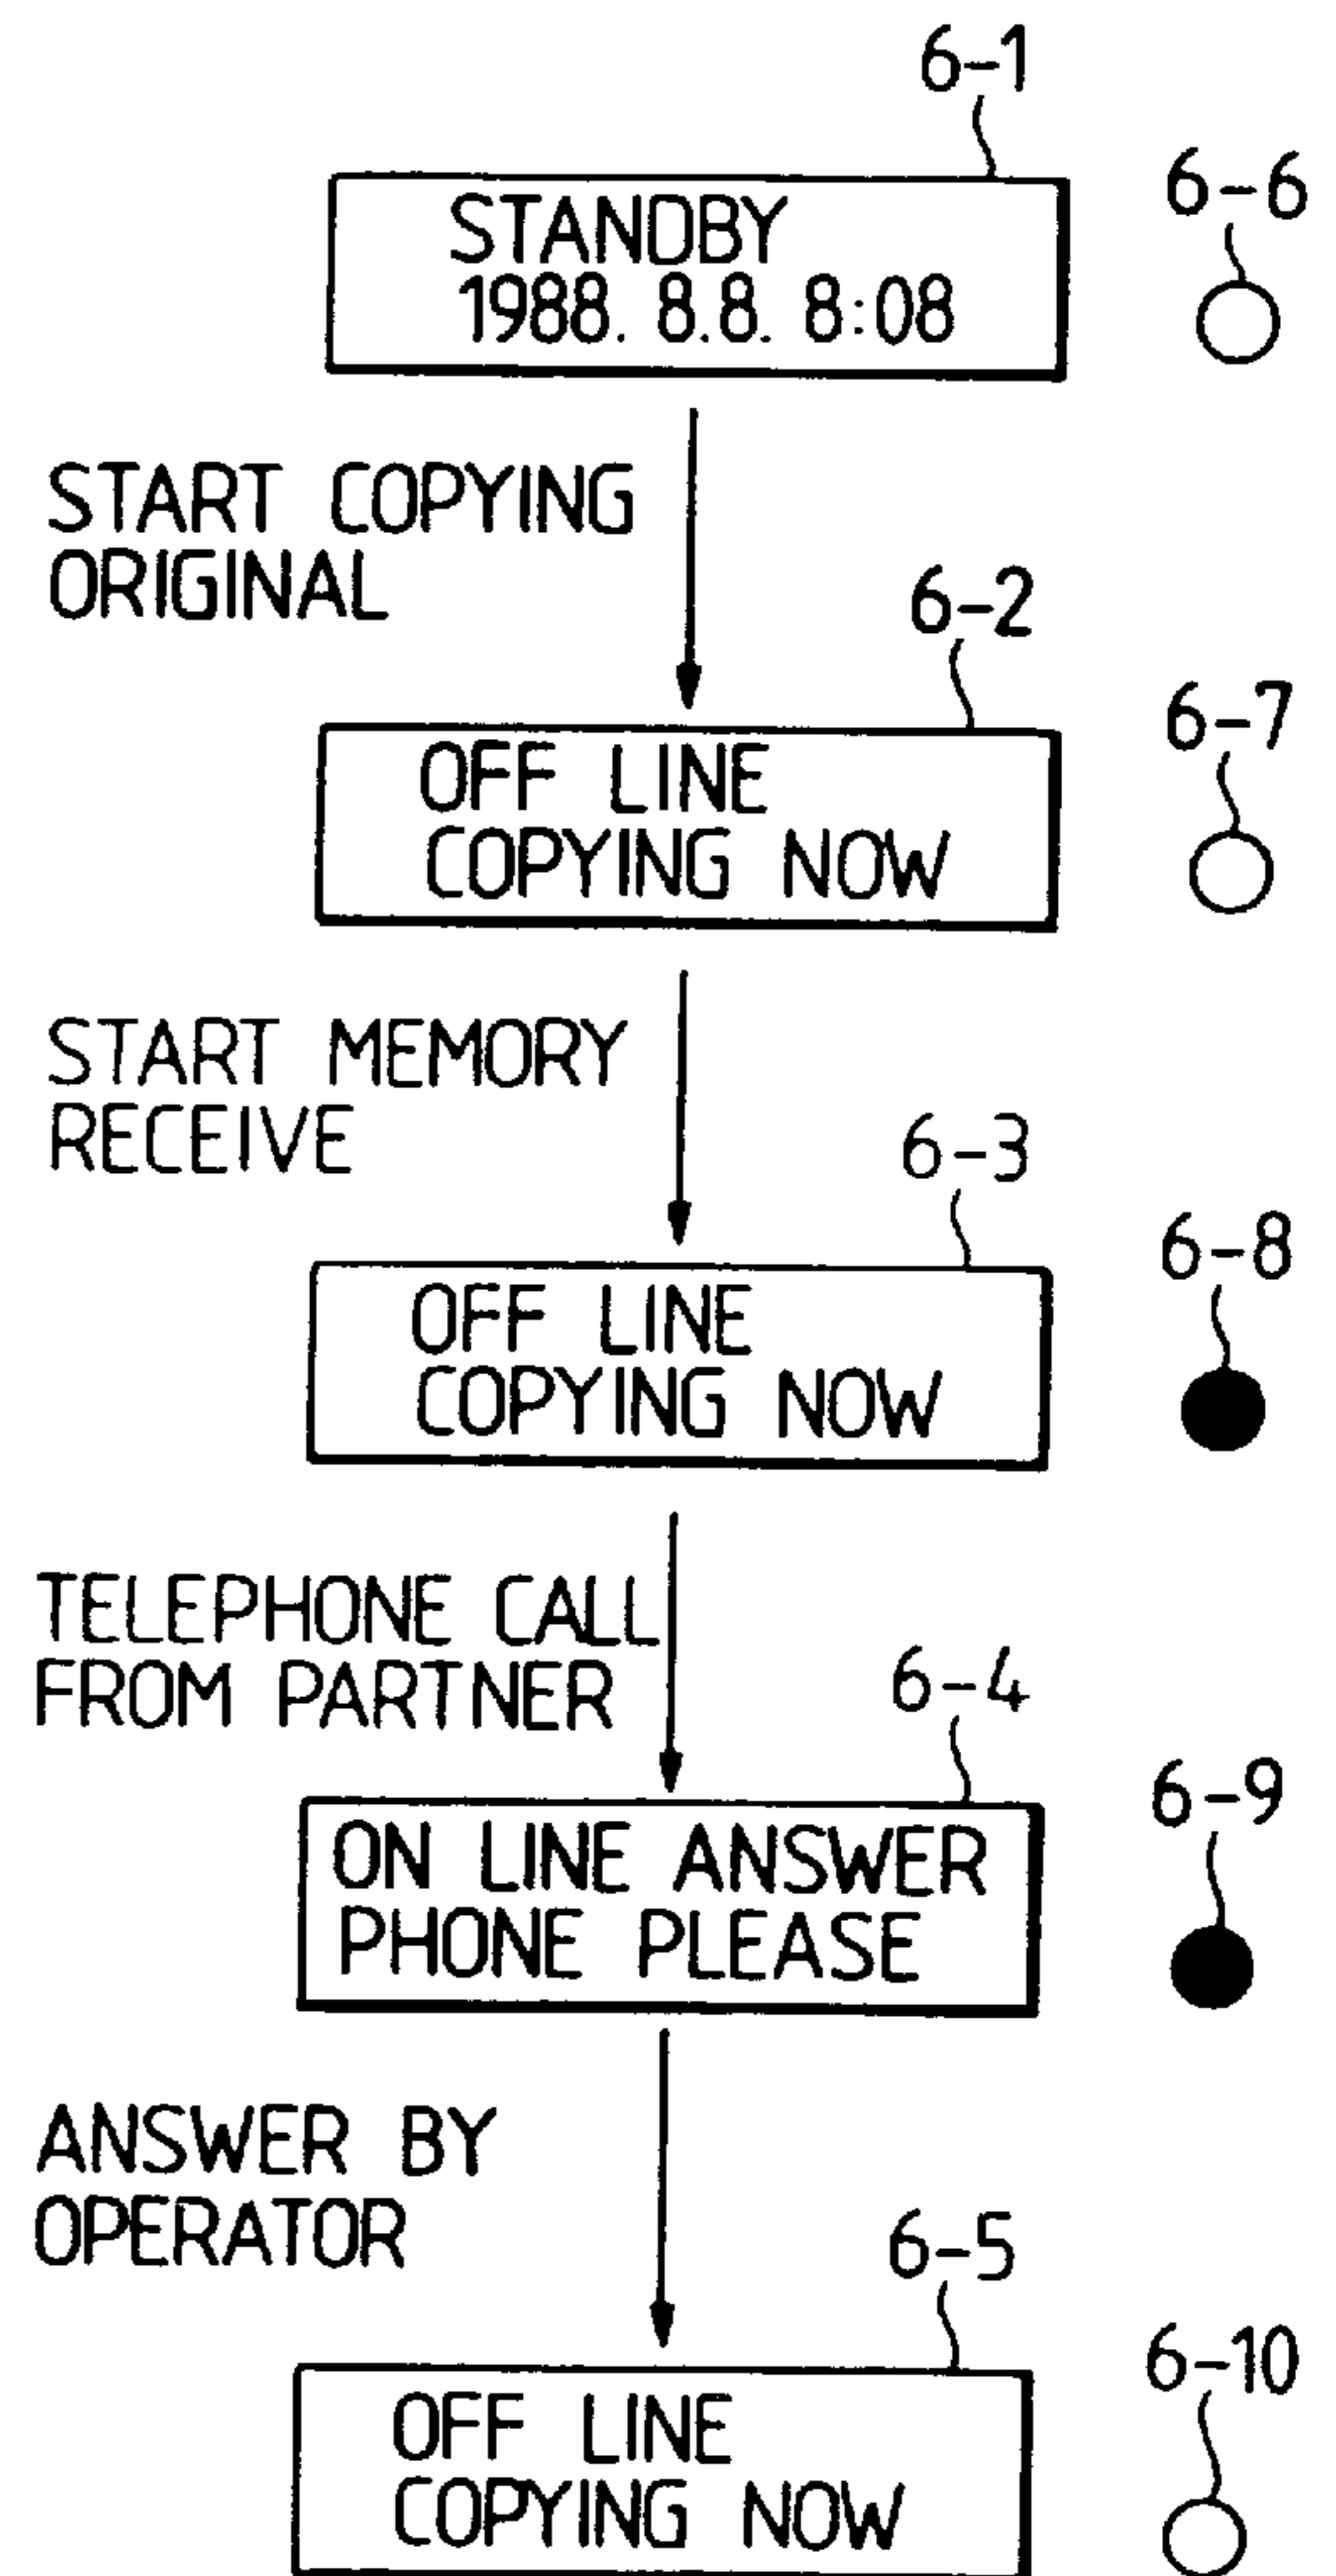 6-1
6-6
STANDBY
1988. 8.8. 8:08
START COPYING
ORIGINAL
6-2
6-7
OFF LINE
COPYING NOW
START MEMORY
RECEIVE
6-3
6-8
OFF LINE
COPYING NOW
TELEPHONE CALL
FROM PARTNER
6-4
6-9
ON LINE ANSWER
PHONE PLEASE
ANSWER BY
OPERATOR
6-5
6-10
OFF LINE
COPYING NOW